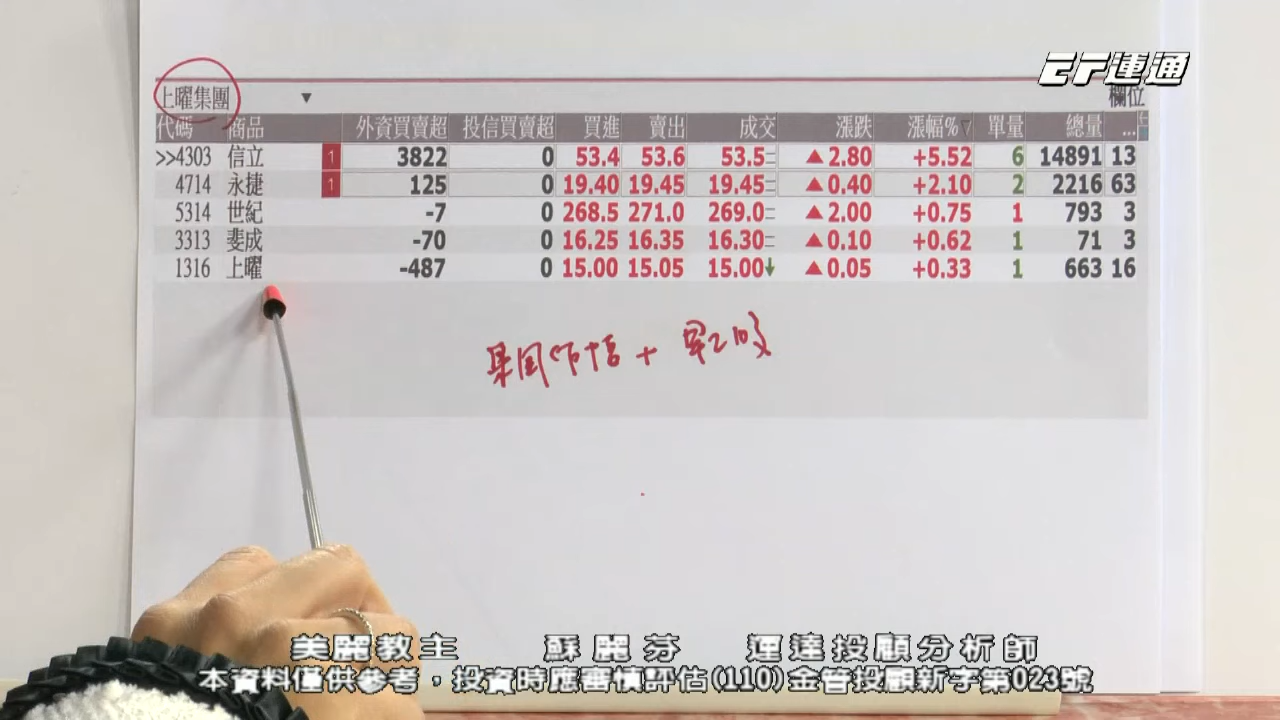 EFT運通
上曜集團 ▼ 欄位
代碼 商品 外資買賣超 投信買賣超 買進 賣出 成交 漲跌 漲幅%▽ 單量 總量 ...
>>4303 信立 1 3822 0 53.4 53.6 53.5 ▲2.80 +5.52 6 14891 13
4714 永捷 1 125 0 19.40 19.45 19.45 ▲0.40 +2.10 2 2216 63
5314 世紀 -7 0 268.5 271.0 269.0 ▲2.00 +0.75 1 793 3
3313 斐成 -70 0 16.25 16.35 16.30 ▲0.10 +0.62 1 71 3
1316 上曜 -487 0 15.00 15.05 15.00↓ ▲0.05 +0.33 1 663 16
集团作
美麗教主 蘇麗芬 運達投顧分析師
本資料僅供參考，投資時應審慎評估(110)金管投顧新字第023號